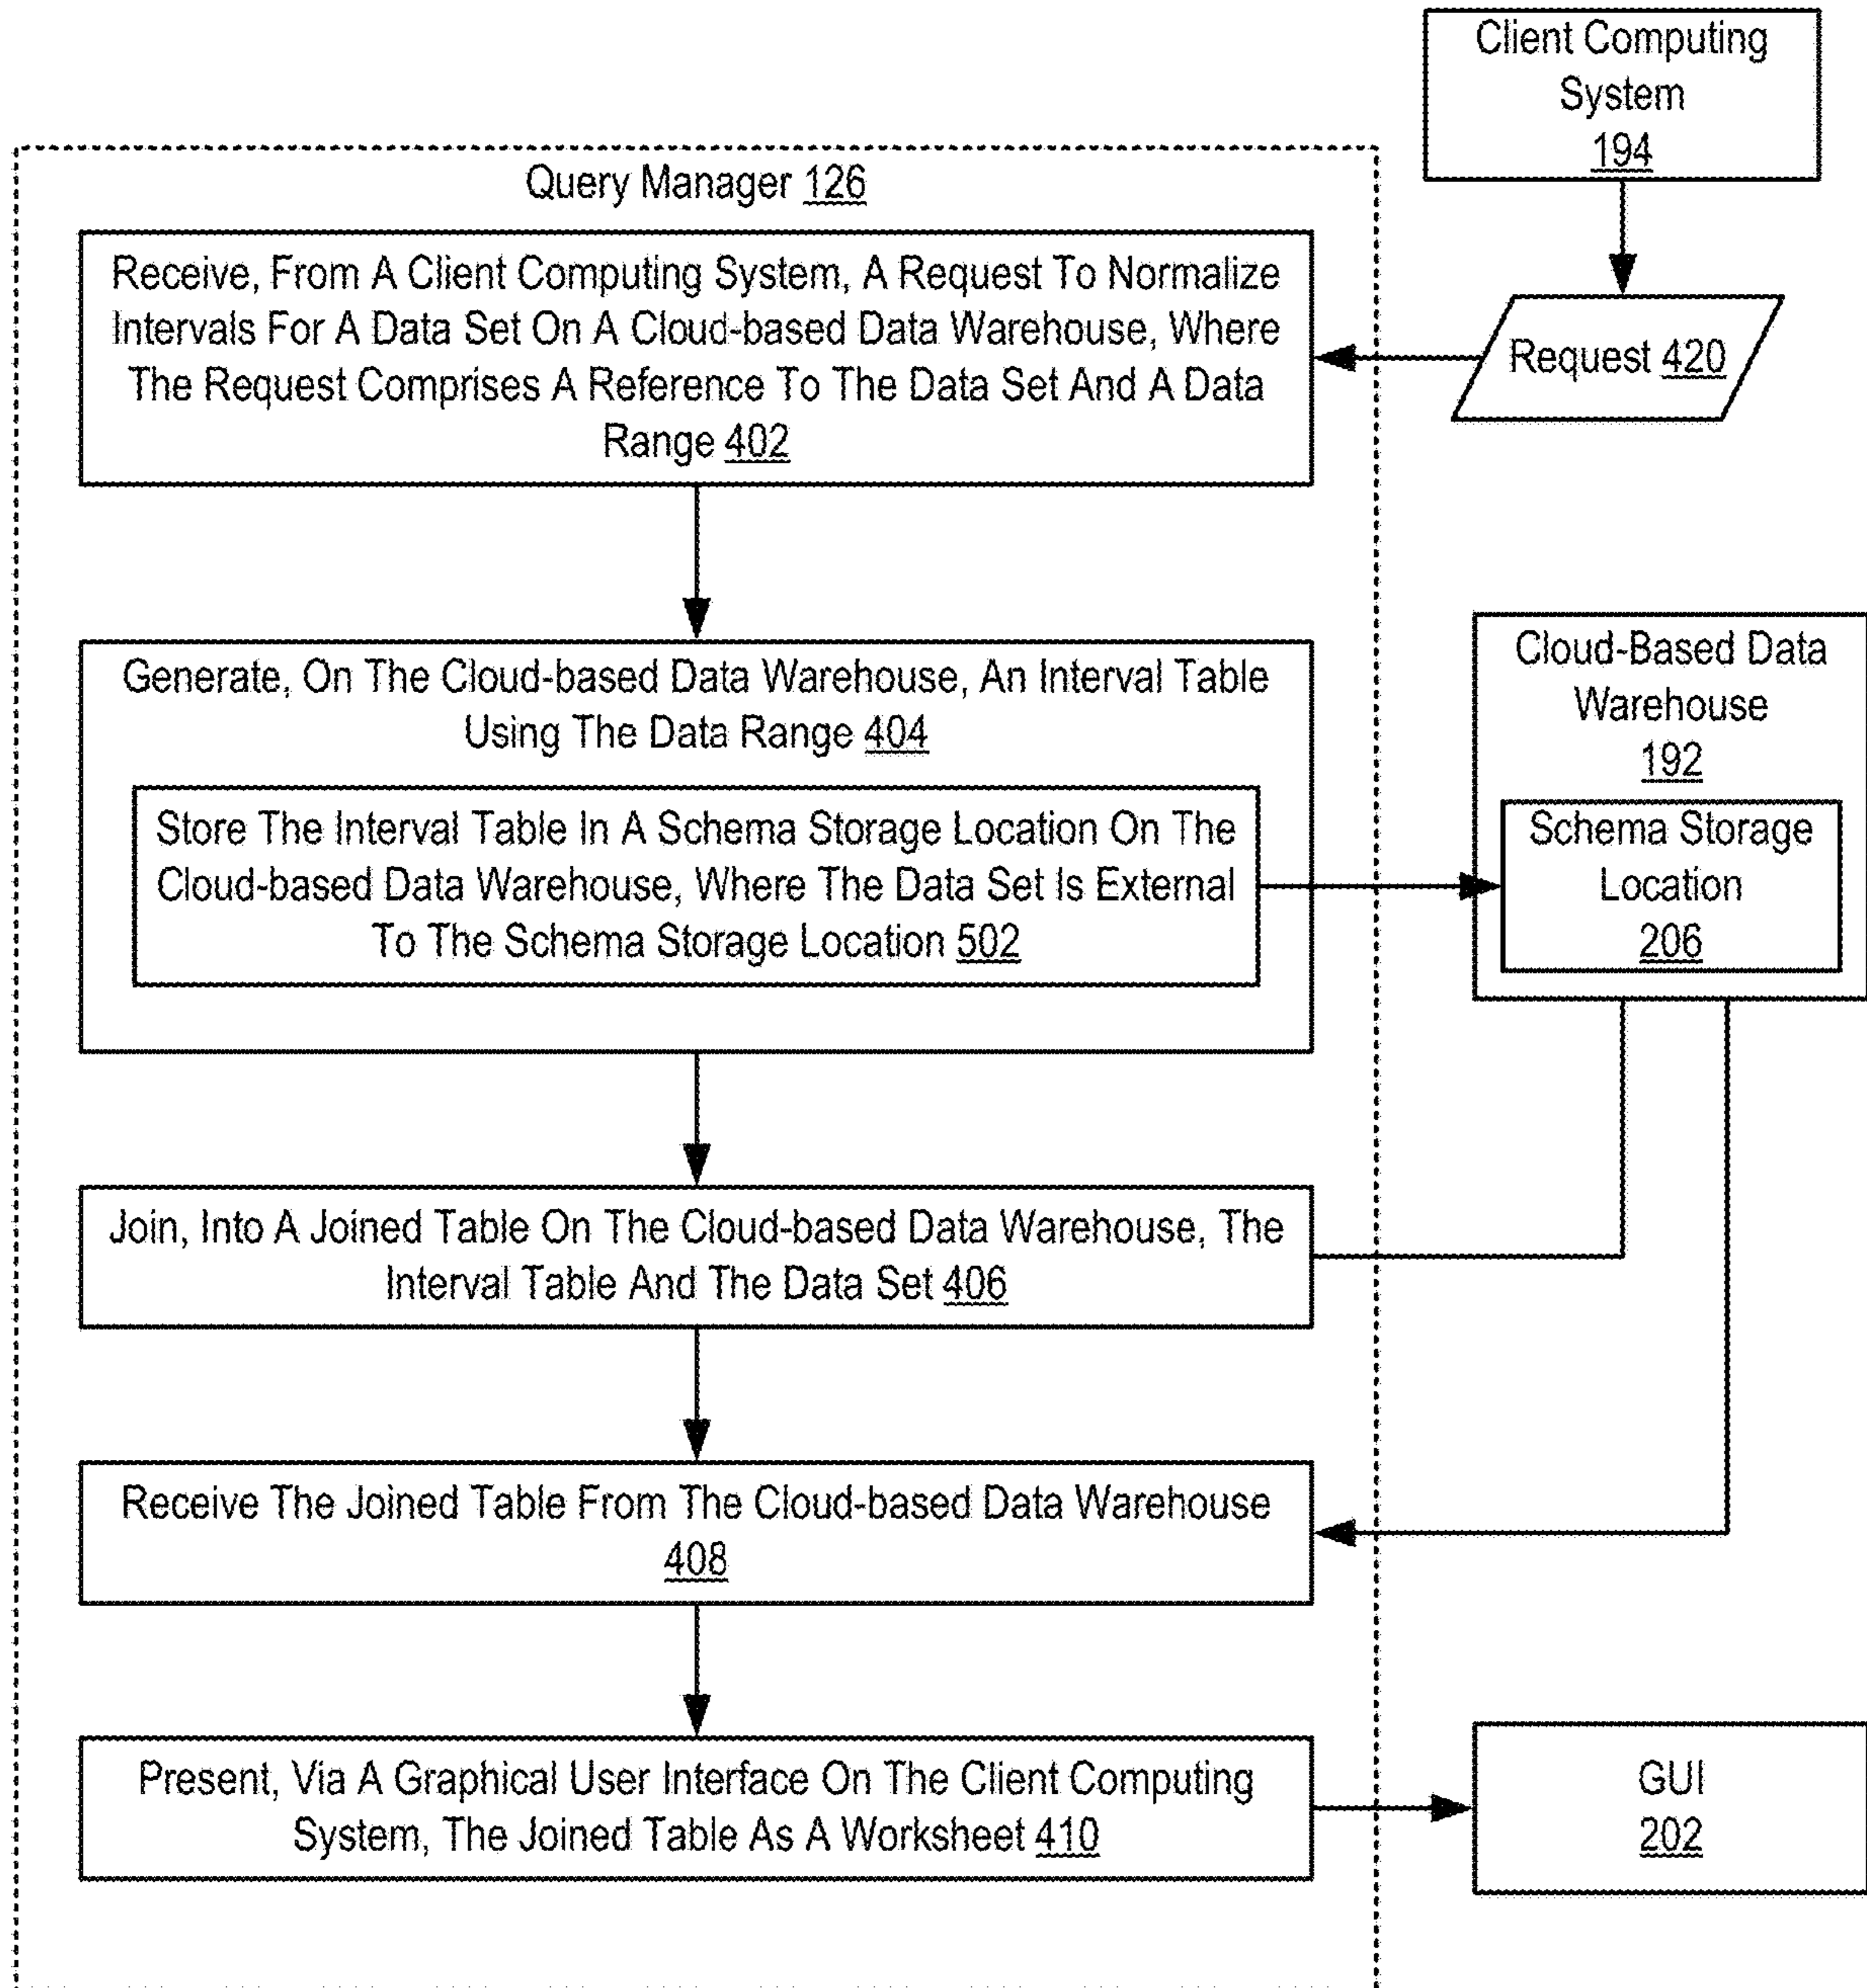 Client Computing
System
194
Query Manager 126
Receive, From A Client Computing System, A Request To Normalize
Intervals For A Data Set On A Cloud-based Data Warehouse, Where
The Request Comprises A Reference To The Data Set And A Data
Range 402
Request 420
Generate, On The Cloud-based Data Warehouse, An Interval Table
Using The Data Range 404
Store The Interval Table In A Schema Storage Location On The
Cloud-based Data Warehouse, Where The Data Set Is External
To The Schema Storage Location 502
Cloud-Based Data
Warehouse
192
Schema Storage
Location
206
Join, Into A Joined Table On The Cloud-based Data Warehouse, The
Interval Table And The Data Set 406
Receive The Joined Table From The Cloud-based Data Warehouse
408
Present, Via A Graphical User Interface On The Client Computing
System, The Joined Table As A Worksheet 410
GUI
202